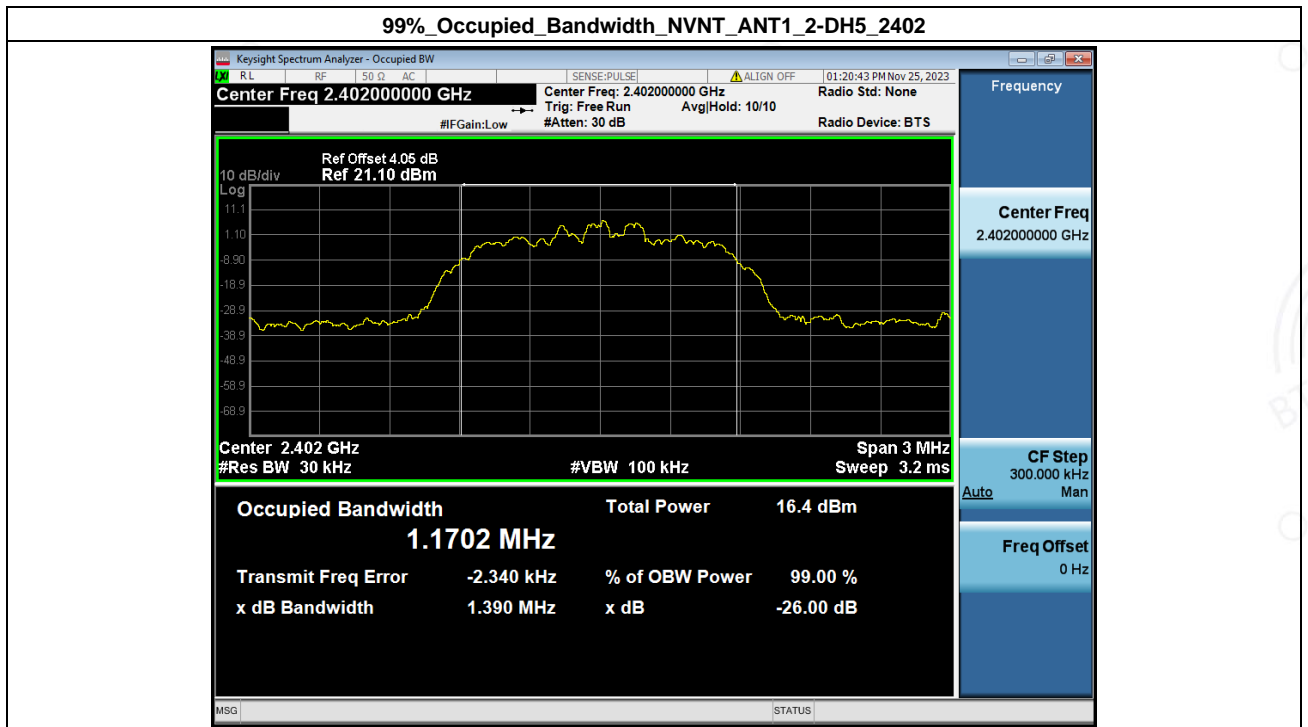 99%_Occupied_Bandwidth_NVNT_ANT1_2-DH5_2402
Keysight Spectrum Analyzer - Occupied BW
LXI RL RF 50 Ω AC SENSE:PULSE ALIGN OFF 01:20:43 PM Nov 25, 2023
Center Freq 2.402000000 GHz
Center Freq: 2.402000000 GHz Radio Std: None
Trig: Free Run Avg|Hold: 10/10
#IFGain:Low #Atten: 30 dB Radio Device: BTS
Ref Offset 4.05 dB
10 dB/div Ref 21.10 dBm
Log
11.1
1.10
-8.90
-18.9
-28.9
-38.9
-48.9
-58.9
-68.9
Center 2.402 GHz Span 3 MHz
#Res BW 30 kHz #VBW 100 kHz Sweep 3.2 ms
Occupied Bandwidth Total Power 16.4 dBm
1.1702 MHz
Transmit Freq Error -2.340 kHz % of OBW Power 99.00 %
x dB Bandwidth 1.390 MHz x dB -26.00 dB
Frequency
Center Freq
2.402000000 GHz
CF Step
300.000 kHz
Auto Man
Freq Offset
0 Hz
MSG STATUS